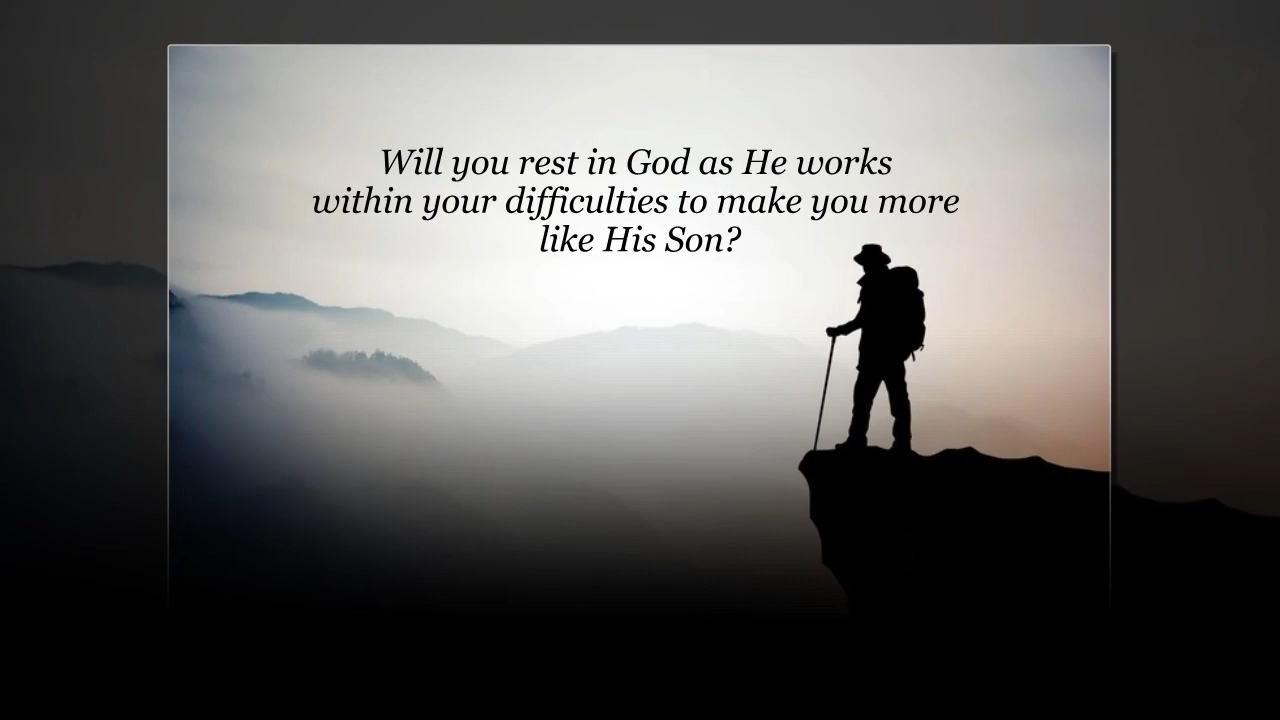 Will you rest in God as He works
within your difficulties to make you more
like His Son?